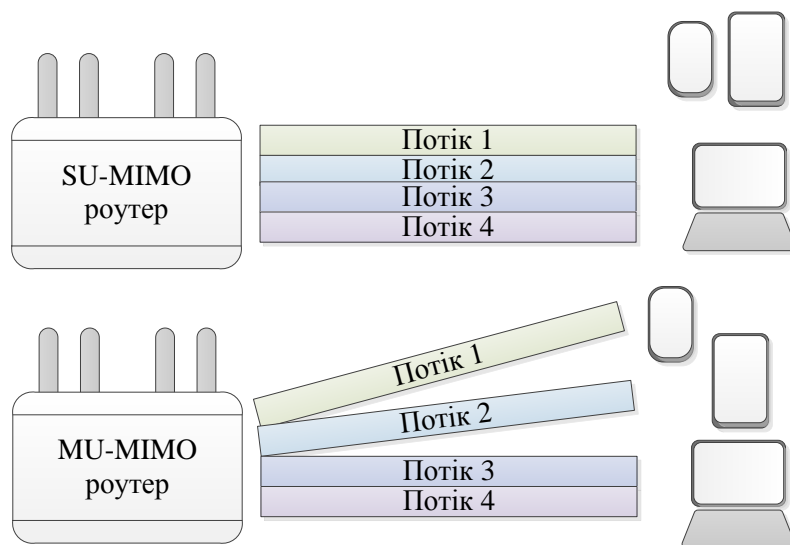 SU-MIMO
роутер
Потік 1
Потік 2
Потік 3
Потік 4
MU-MIMO
роутер
Потік 1
Потік 2
Потік 3
Потік 4